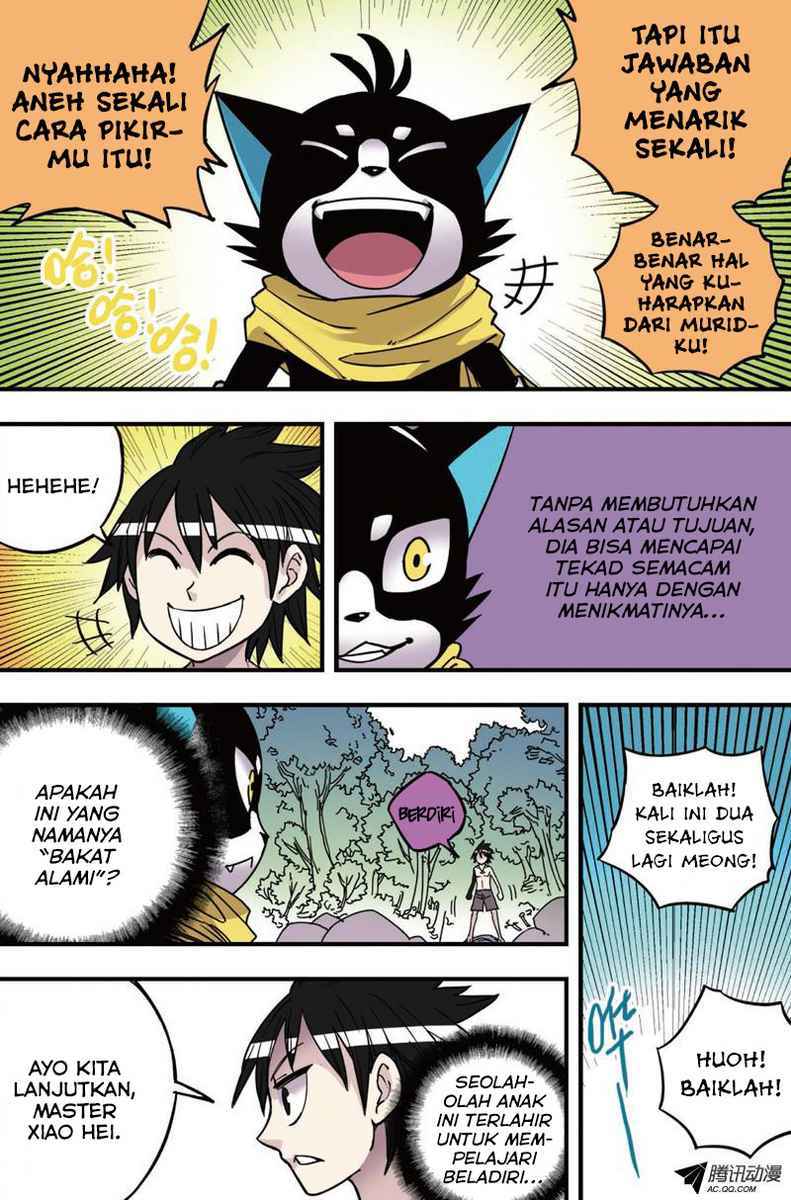 NYAHHAHA!
ANEH SEKALI
CARA PIKIR-
MU ITU!
TAPI ITU
JAWABAN
YANG
MENARIK
SEKALI!
BENAR-
BENAR HAL
YANG KU-
HARAPKAN
DARI MURID-
KU!
哈!
哈!
哈!
HEHEHE!
TANPA MEMBUTUHKAN
ALASAN ATAU TUJUAN,
DIA BISA MENCAPAI
TEKAD SEMACAM
ITU HANYA DENGAN
MENIKMATINYA...
APAKAH
INI YANG
NAMANYA
“BAKAT
ALAMI”?
BERDIRI
BAIKLAH!
KALI INI DUA
SEKALIGUS
LAGI MEONG!
HUOH!
BAIKLAH!
AYO KITA
LANJUTKAN,
MASTER
XIAO HEI.
SEOLAH-
OLAH ANAK
INI TERLAHIR
UNTUK MEM-
PELAJARI
BELADIRI...
腾讯动漫
AC.QQ.COM